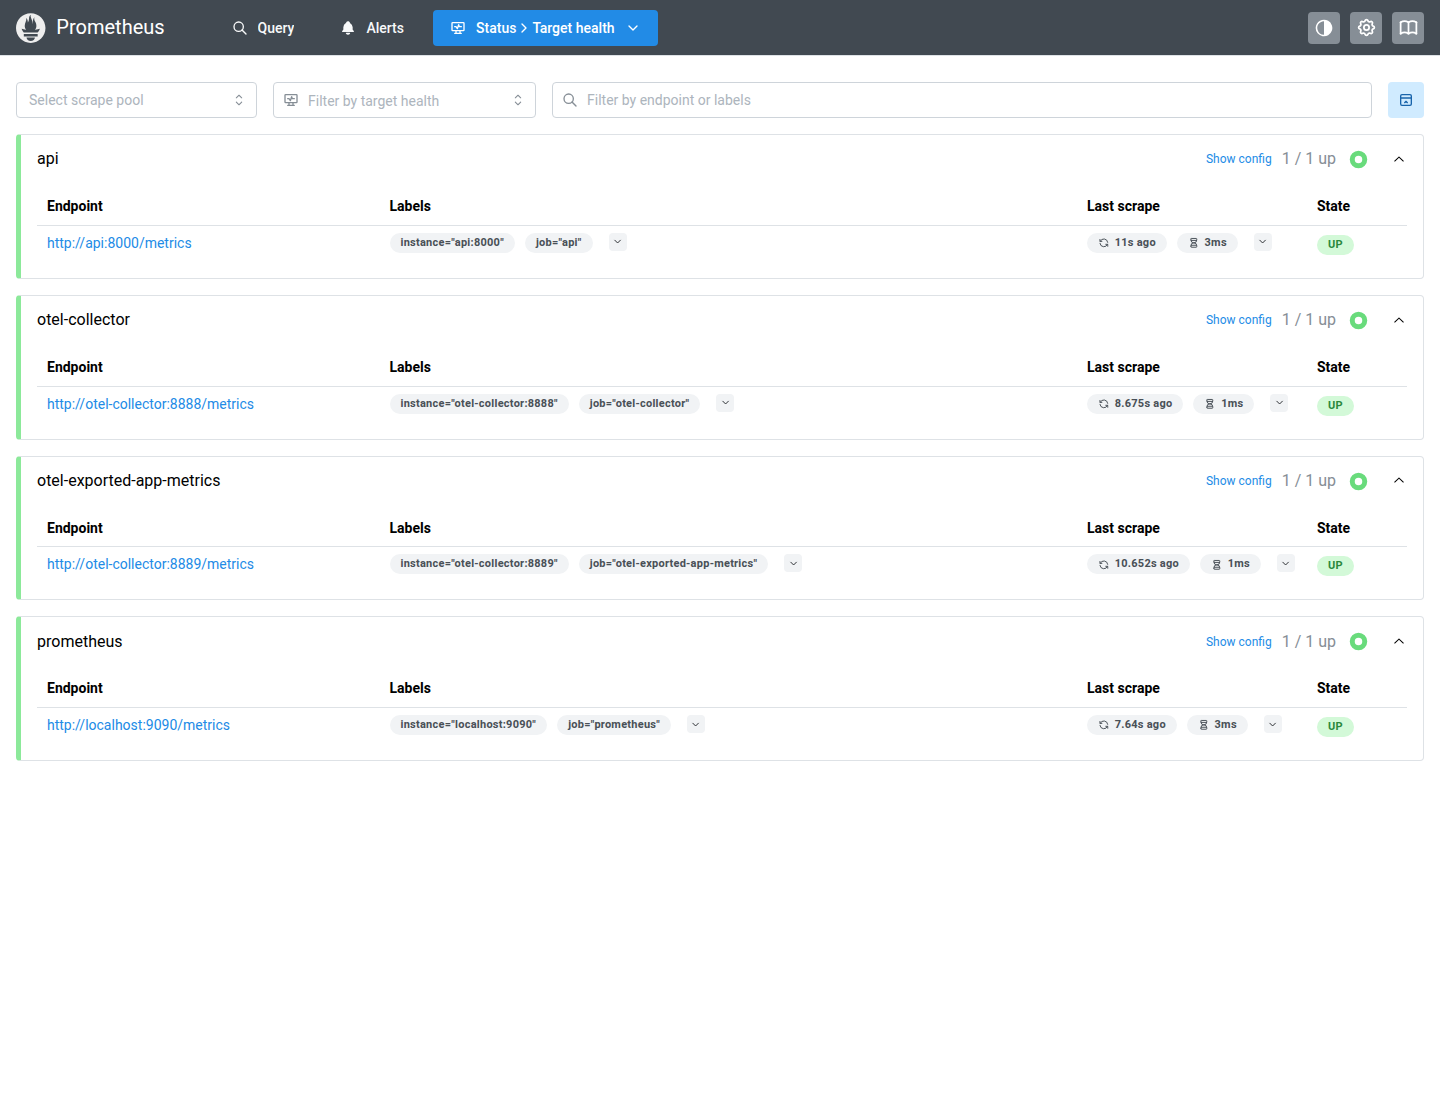 Prometheus Query Alerts Status > Target health
Select scrape pool Filter by target health Filter by endpoint or labels
api Show config 1 / 1 up
Endpoint Labels Last scrape State
http://api:8000/metrics instance="api:8000" job="api" 11s ago 3ms UP
otel-collector Show config 1 / 1 up
Endpoint Labels Last scrape State
http://otel-collector:8888/metrics instance="otel-collector:8888" job="otel-collector" 8.675s ago 1ms UP
otel-exported-app-metrics Show config 1 / 1 up
Endpoint Labels Last scrape State
http://otel-collector:8889/metrics instance="otel-collector:8889" job="otel-exported-app-metrics" 10.652s ago 1ms UP
prometheus Show config 1 / 1 up
Endpoint Labels Last scrape State
http://localhost:9090/metrics instance="localhost:9090" job="prometheus" 7.64s ago 3ms UP